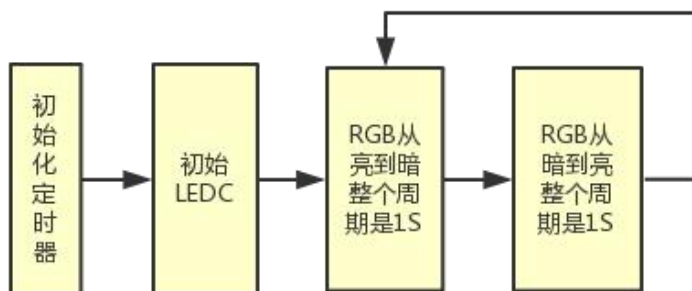 初
始
化
定
时
器
初始
LEDC
RGB从
亮到暗
整个周
期是1S
RGB从
暗到亮
整个周
期是1S